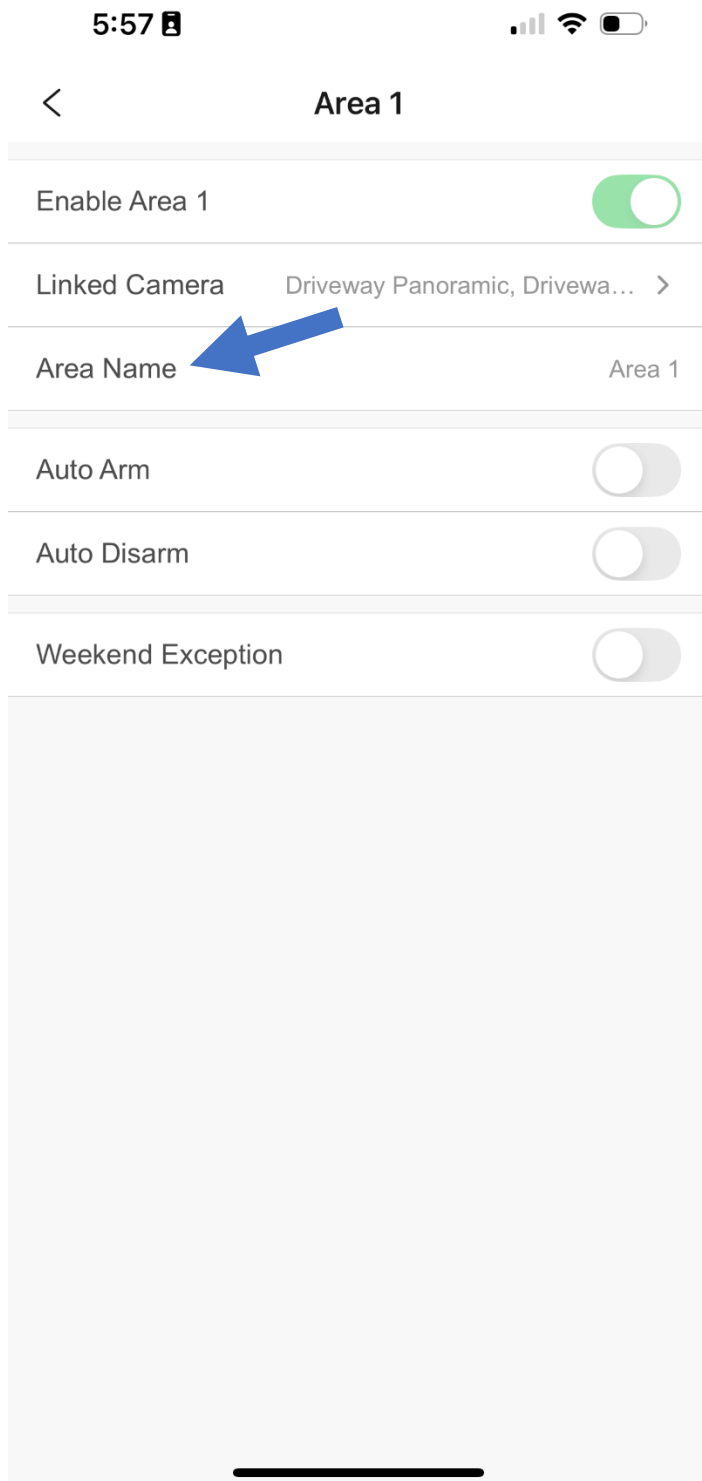 5:57
Area 1
Enable Area 1
Linked Camera Driveway Panoramic, Drivewa...
Area Name Area 1
Auto Arm
Auto Disarm
Weekend Exception